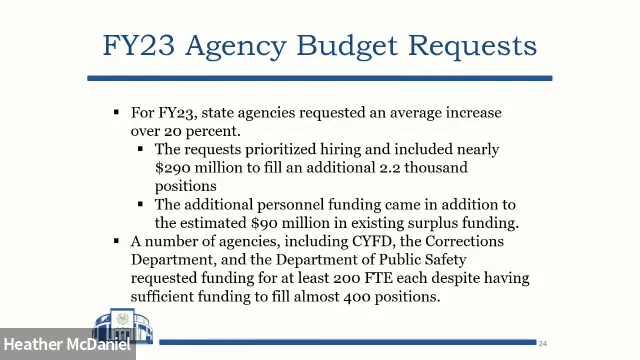 FY23 Agency Budget Requests
▪ For FY23, state agencies requested an average increase
over 20 percent.
▪ The requests prioritized hiring and included nearly
$290 million to fill an additional 2.2 thousand
positions
▪ The additional personnel funding came in addition to
the estimated $90 million in existing surplus funding.
▪ A number of agencies, including CYFD, the Corrections
Department, and the Department of Public Safety
requested funding for at least 200 FTE each despite having
sufficient funding to fill almost 400 positions.
Heather McDaniel
24